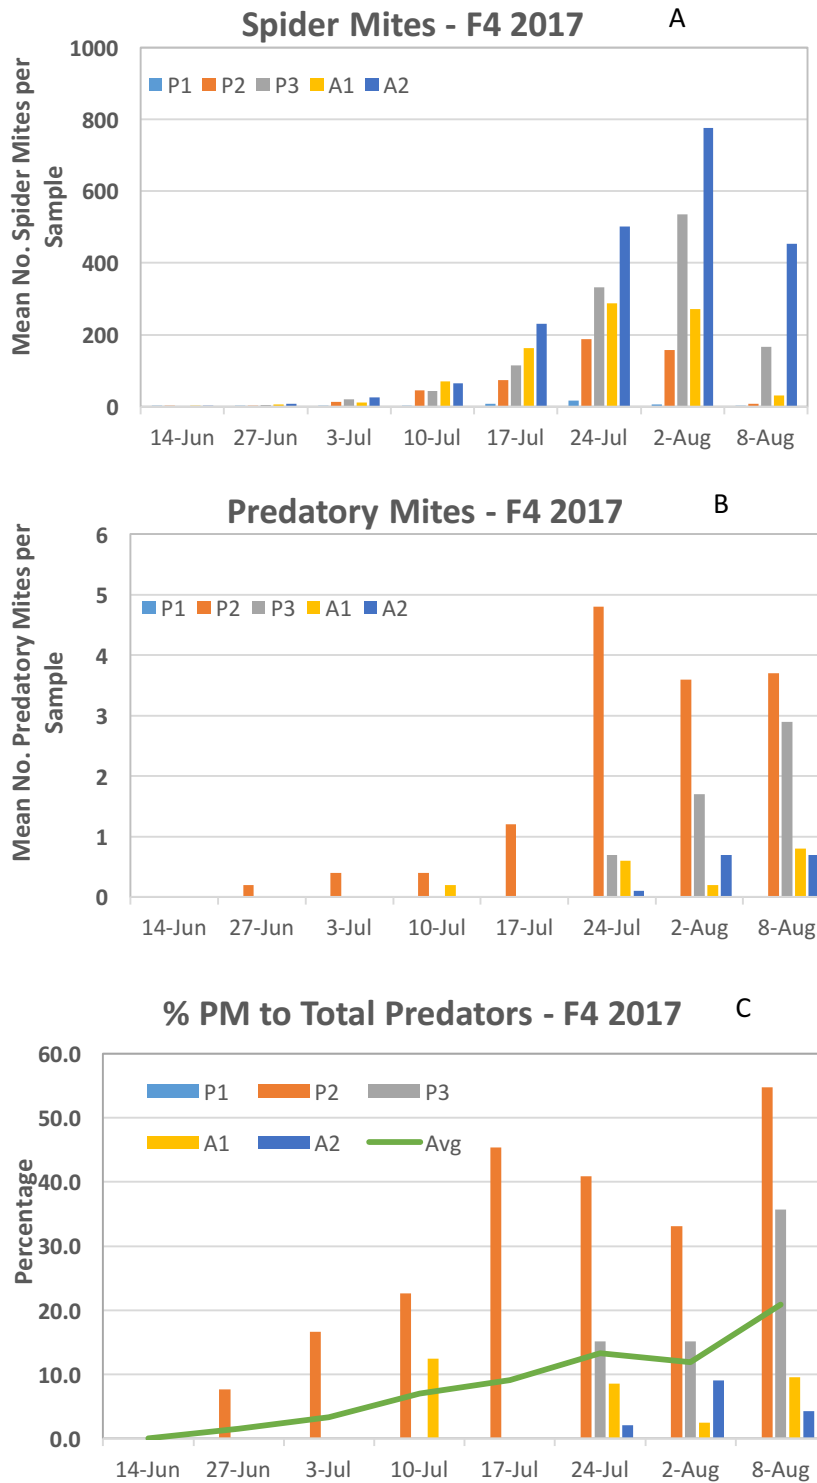 Spider Mites - F4 2017
A
Mean No. Spider Mites per
Sample
1000
800
600
400
200
0
P1 P2 P3 A1 A2
14-Jun 27-Jun 3-Jul 10-Jul 17-Jul 24-Jul 2-Aug 8-Aug
Predatory Mites - F4 2017
B
Mean No. Predatory Mites per
Sample
6
5
4
3
2
1
0
P1 P2 P3 A1 A2
14-Jun 27-Jun 3-Jul 10-Jul 17-Jul 24-Jul 2-Aug 8-Aug
% PM to Total Predators - F4 2017
C
Percentage
60.0
50.0
40.0
30.0
20.0
10.0
0.0
P1 P2 P3
A1 A2 Avg
14-Jun 27-Jun 3-Jul 10-Jul 17-Jul 24-Jul 2-Aug 8-Aug